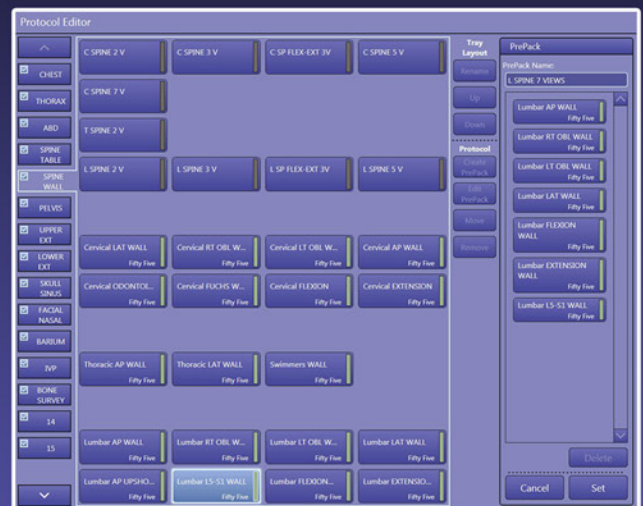 Protocol Editor
CHEST
THORAX
ABD
SPINE
TABLE
SPINE
WALL
PELVIS
UPPER
EXT
LOWER
EXT
SKULL
SINUS
FACIAL
NASAL
BARIUM
IVP
BONE
SURVEY
14
15
C SPINE 2 V
C SPINE 3 V
C SP FLEX-EXT 3V
C SPINE 5 V
C SPINE 7 V
T SPINE 2 V
L SPINE 2 V
L SPINE 3 V
L SP FLEX-EXT 3V
L SPINE 5 V
Cervical LAT WALL
Fifty Five
Cervical RT OBL W...
Fifty Five
Cervical LT OBL W...
Fifty Five
Cervical AP WALL
Fifty Five
Cervical ODONTOI...
Fifty Five
Cervical FUCHS W...
Fifty Five
Cervical FLEXION
Fifty Five
Cervical EXTENSION
Fifty Five
Thoracic AP WALL
Fifty Five
Thoracic LAT WALL
Fifty Five
Swimmers WALL
Fifty Five
Lumbar AP WALL
Fifty Five
Lumbar RT OBL W...
Fifty Five
Lumbar LT OBL W...
Fifty Five
Lumbar LAT WALL
Fifty Five
Lumbar AP UPSHO...
Fifty Five
Lumbar L5-S1 WALL
Fifty Five
Lumbar FLEXION...
Fifty Five
Lumbar EXTENSIO...
Fifty Five
Tray
Layout
Rename
Up
Down
Protocol
Create
PrePack
Edit
PrePack
Move
Remove
PrePack
PrePack Name:
L SPINE 7 VIEWS
Lumbar AP WALL
Fifty Five
Lumbar RT OBL WALL
Fifty Five
Lumbar LT OBL WALL
Fifty Five
Lumbar LAT WALL
Fifty Five
Lumbar FLEXION
WALL
Fifty Five
Lumbar EXTENSION
WALL
Fifty Five
Lumbar L5-S1 WALL
Fifty Five
Delete
Cancel
Set